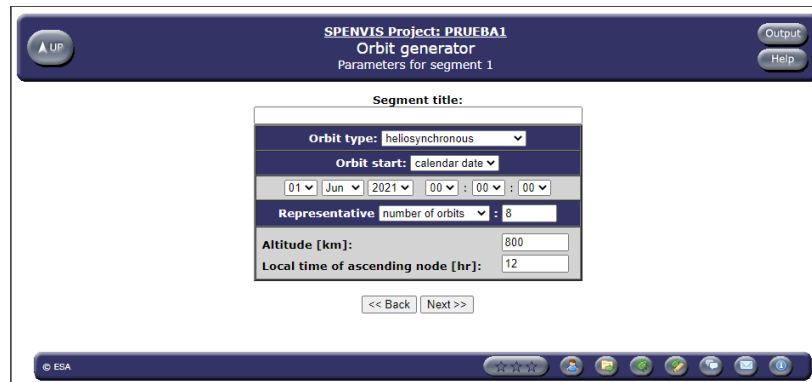 UP
SPENVIS Project: PRUEBA1
Orbit generator
Parameters for segment 1
Output
Help
Segment title:
Orbit type: heliosynchronous
Orbit start: calendar date
01 Jun 2021 00 : 00 : 00
Representative number of orbits : 8
Altitude [km]: 800
Local time of ascending node [hr]: 12
<< Back Next >>
© ESA